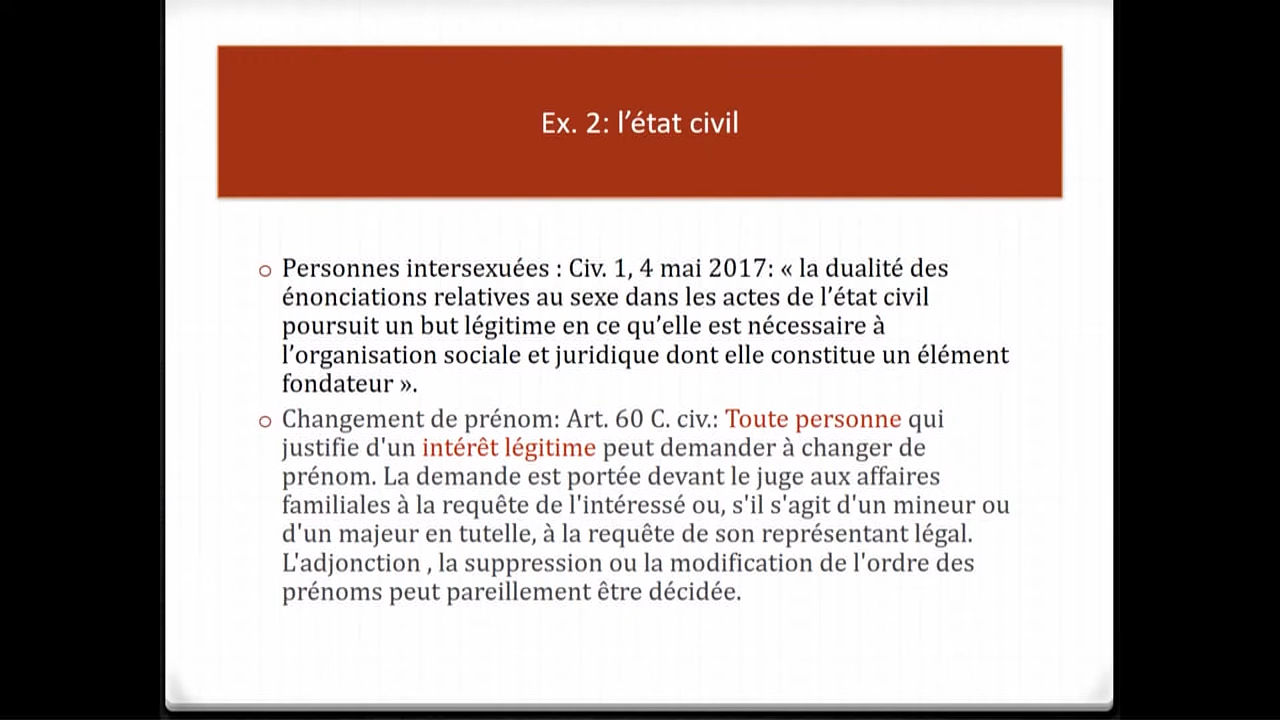 Ex. 2: l’état civil
o Personnes intersexuées : Civ. 1, 4 mai 2017: « la dualité des
énonciations relatives au sexe dans les actes de l’état civil
poursuit un but légitime en ce qu’elle est nécessaire à
l’organisation sociale et juridique dont elle constitue un élément
fondateur ».
o Changement de prénom: Art. 60 C. civ.: Toute personne qui
justifie d'un intérêt légitime peut demander à changer de
prénom. La demande est portée devant le juge aux affaires
familiales à la requête de l'intéressé ou, s'il s'agit d'un mineur ou
d'un majeur en tutelle, à la requête de son représentant légal.
L'adjonction , la suppression ou la modification de l'ordre des
prénoms peut pareillement être décidée.